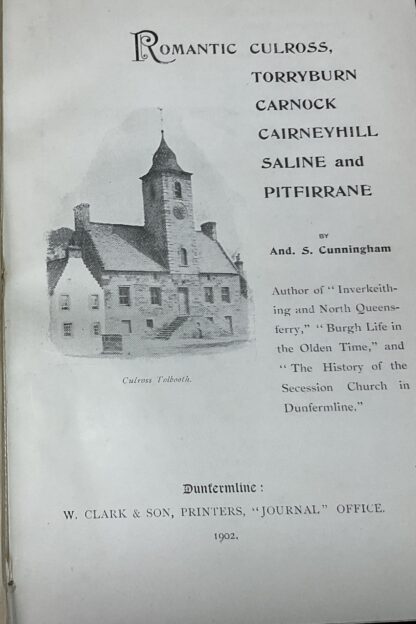 ROMANTIC CULROSS,
TORRYBURN
CARNOCK
CAIRNEYHILL
SALINE and
PITFIRRANE
BY
And. S. Cunningham
Author of "Inverkeith-
ing and North Queens-
ferry," "Burgh Life in
the Olden Time," and
"The History of the
Secession Church in
Dunfermline."
Culross Tolbooth.
Dunfermline:
W. CLARK & SON, PRINTERS, "JOURNAL" OFFICE.
1902.